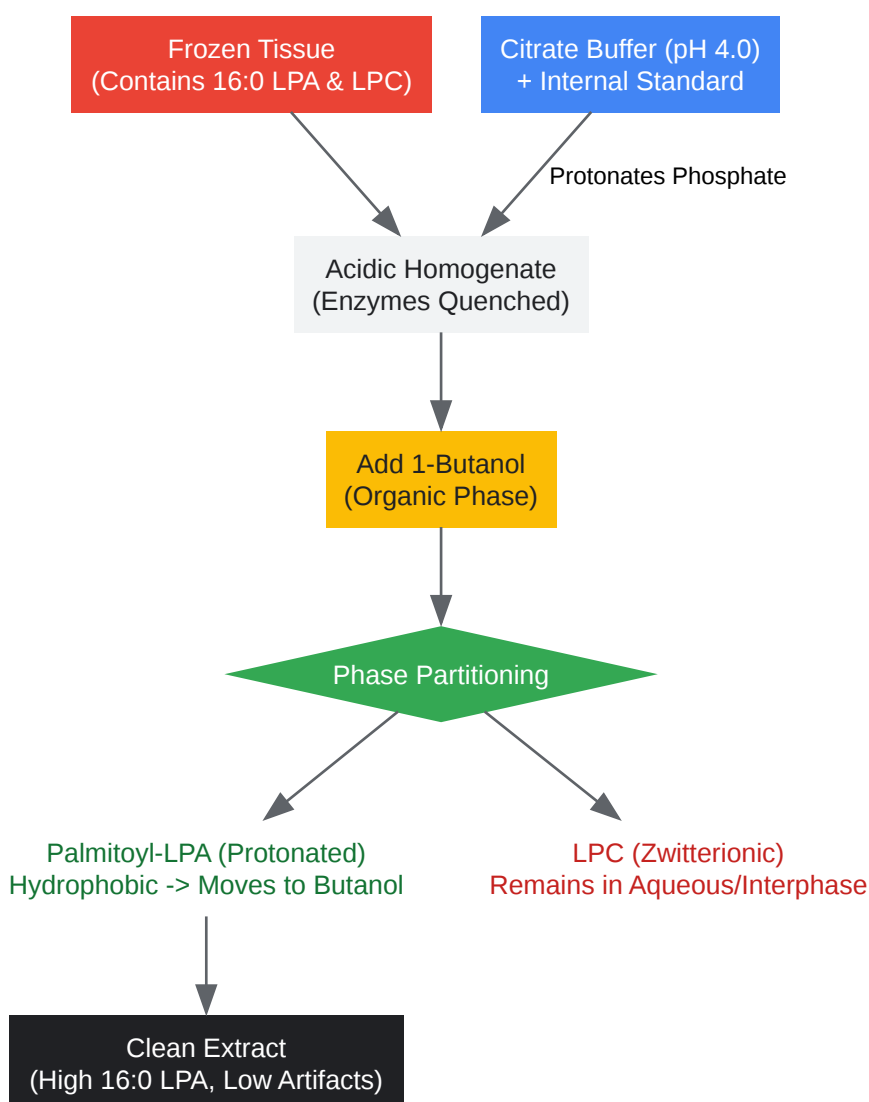 Frozen Tissue
(Contains 16:0 LPA & LPC)
Citrate Buffer (pH 4.0)
+ Internal Standard
Protonates Phosphate
Acidic Homogenate
(Enzymes Quenched)
Add 1-Butanol
(Organic Phase)
Phase Partitioning
Palmitoyl-LPA (Protonated)
Hydrophobic -> Moves to Butanol
LPC (Zwitterionic)
Remains in Aqueous/Interphase
Clean Extract
(High 16:0 LPA, Low Artifacts)